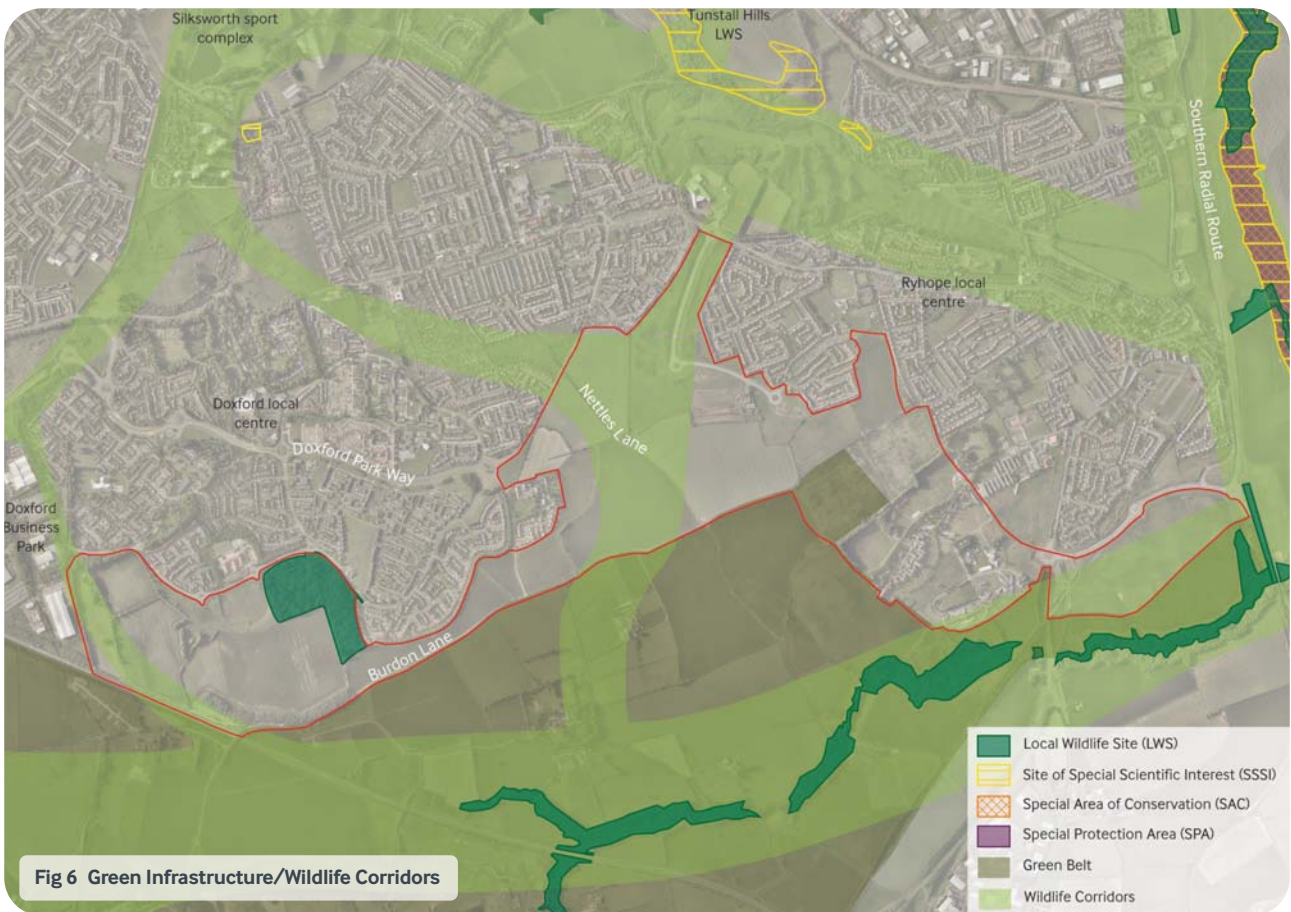 Silksworth sport
complex
Tunstall Hills
LWS
Southern Radial Route
Ryhope local
centre
Nettles Lane
Doxford local
centre
Doxford Park Way
Doxford
Business
Park
Burdon Lane
Local Wildlife Site (LWS)
Site of Special Scientific Interest (SSSI)
Special Area of Conservation (SAC)
Special Protection Area (SPA)
Green Belt
Wildlife Corridors
Fig 6 Green Infrastructure/Wildlife Corridors